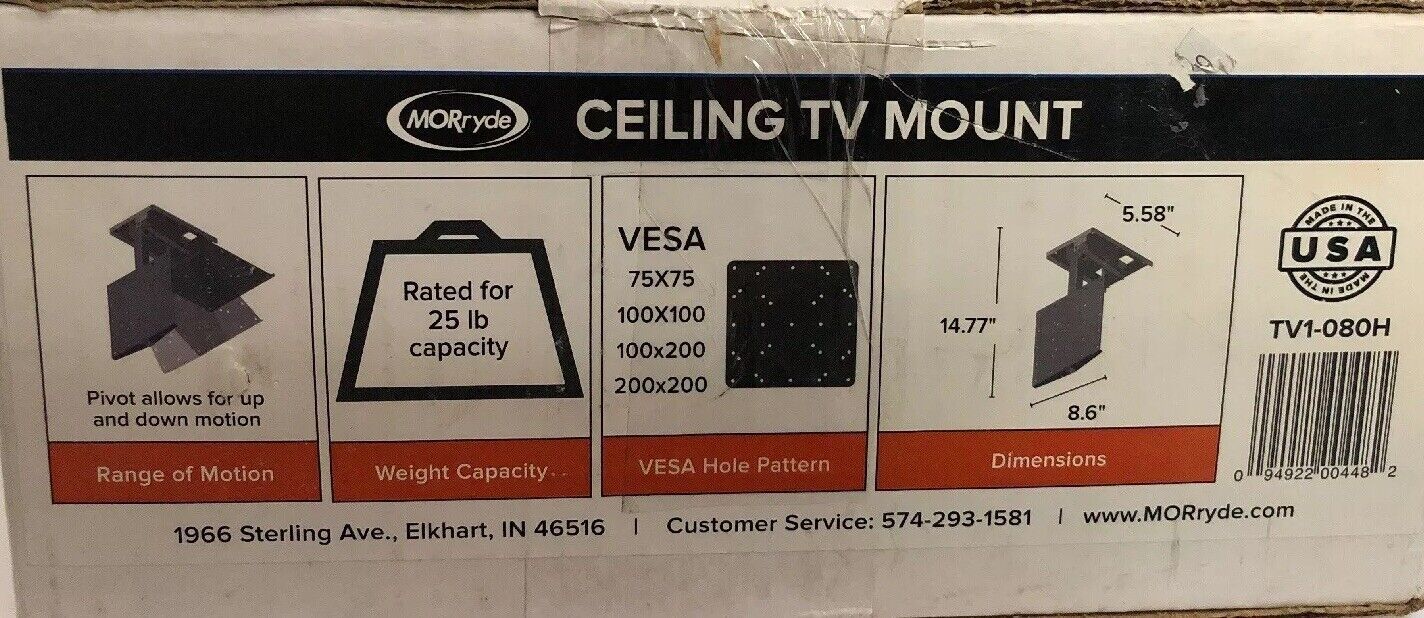 MORryde CEILING TV MOUNT
Pivot allows for up
and down motion
Range of Motion
Rated for
25 lb
capacity
Weight Capacity
VESA
75X75
100X100
100x200
200x200
VESA Hole Pattern
5.58"
14.77"
8.6"
Dimensions
MADE IN THE
USA
MADE IN THE
TV1-080H
0 94922 00448 2
1966 Sterling Ave., Elkhart, IN 46516 | Customer Service: 574-293-1581 | www.MORryde.com